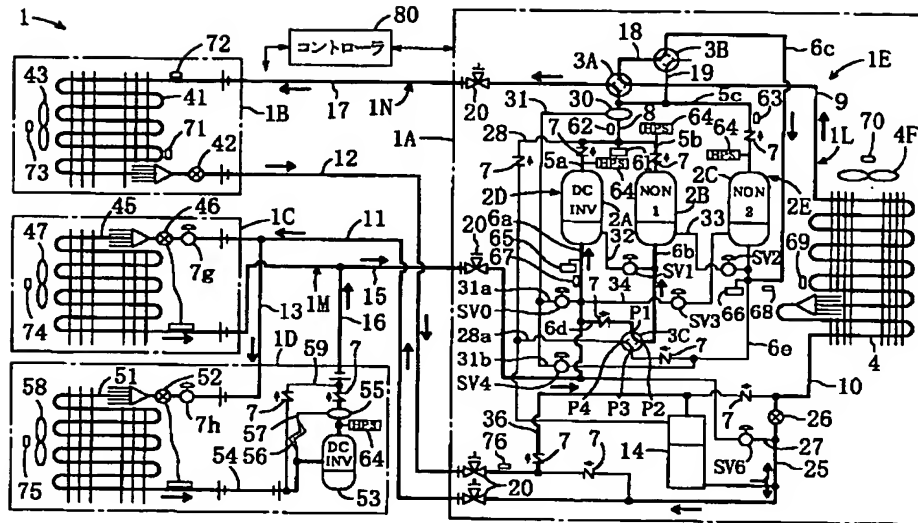 1
80
コントローラ
72
43
41
1B
71
42
73
17
1N
12
20
31
1A
28
7
3A
18
3B
19
6c
1E
9
30
8
5c
63
62
HPS
64
5b
5a
61
HPS
64
64
HPS
7
7
7
1L
70
4F
2D
DC
INV
NON
1
2C
NON
2
2A
2B
2E
45
46
1C
47
7g
11
74
13
1M
15
16
20
6a
65
67
32
6b
33
SV1
SV2
31a
SV0
34
7
6d
P1
SV3
66
68
69
28a
31b
3C
7
6e
4
SV4
P4
P3
P2
10
1D
59
7
51
52
58
7
55
7h
57
HPS
64
56
DC
INV
75
54
53
36
14
7
26
27
SV6
25
76
7
7
20